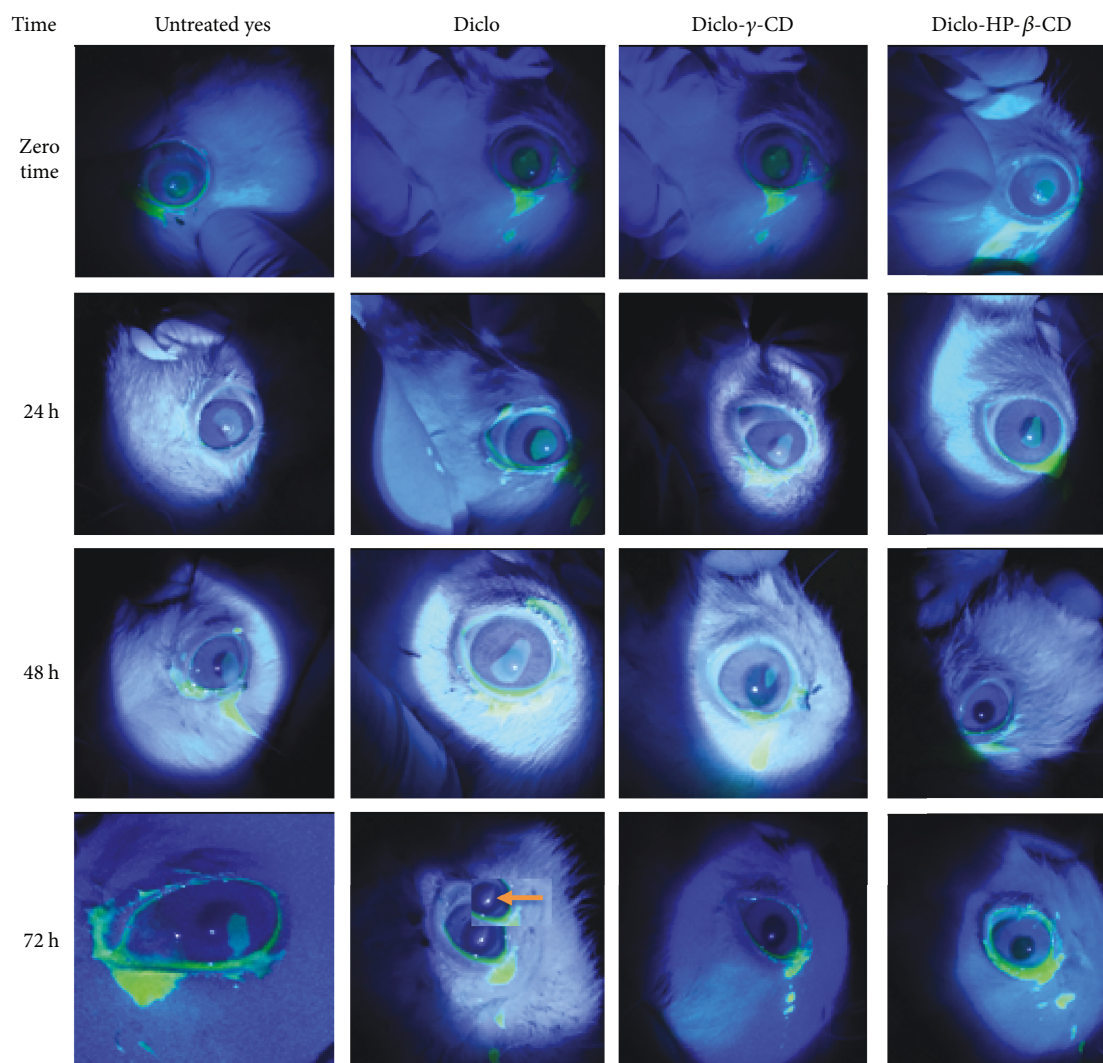 Time Untreated yes Diclo Diclo-γ-CD Diclo-HP-β-CD
Zero
time
24 h
48 h
72 h